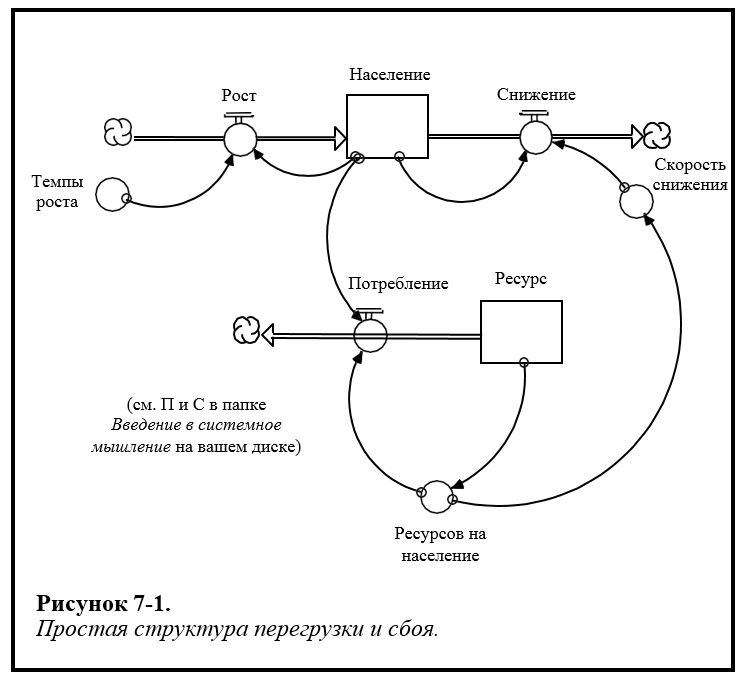 Население
Рост
Снижение
Скорость
снижения
Темпы
роста
Потребление
Ресурс
(см. П и С в папке
Введение в системное
мышление на вашем диске)
Ресурсов на
население
Рисунок 7-1.
Простая структура перегрузки и сбоя.